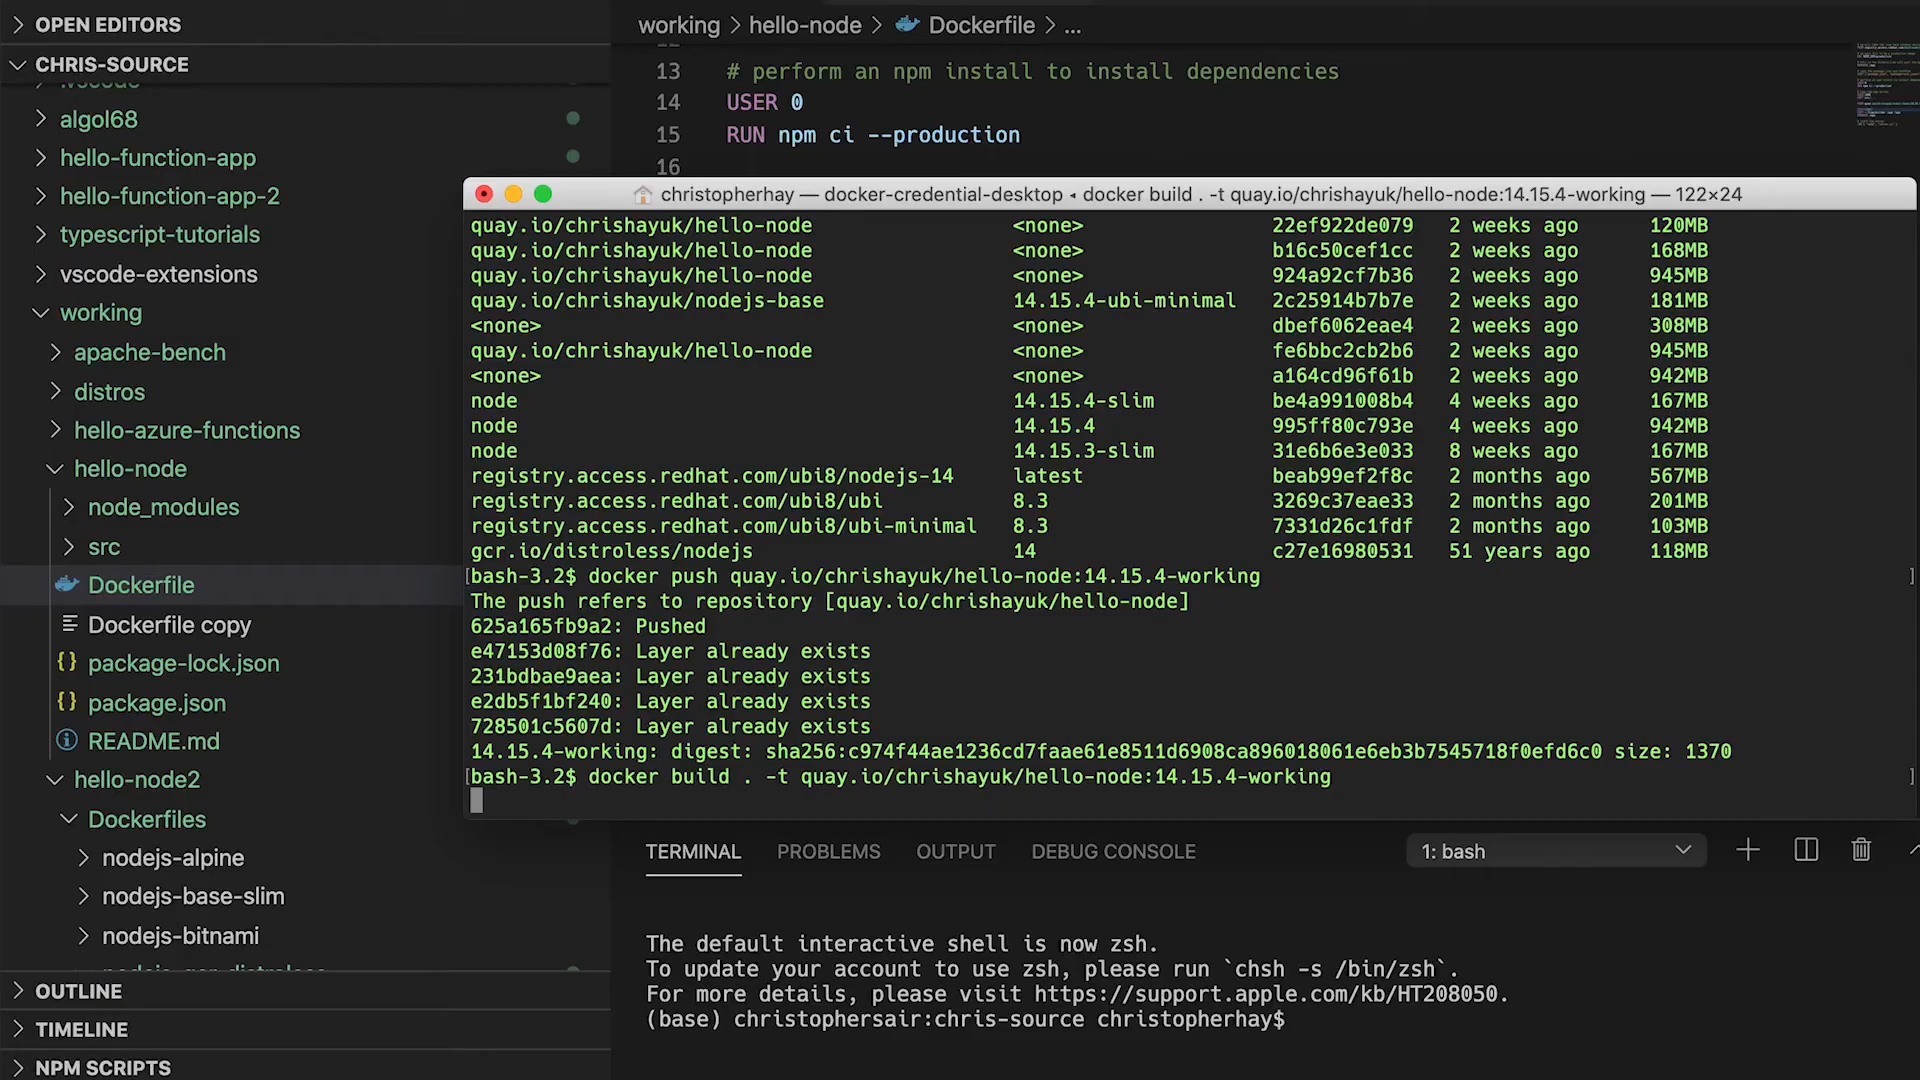 OPEN EDITORS
CHRIS-SOURCE
.vscode
algol68
hello-function-app
hello-function-app-2
typescript-tutorials
vscode-extensions
working
apache-bench
distros
hello-azure-functions
hello-node
node_modules
src
Dockerfile
Dockerfile copy
package-lock.json
package.json
README.md
hello-node2
Dockerfiles
nodejs-alpine
nodejs-base-slim
nodejs-bitnami
OUTLINE
TIMELINE
NPM SCRIPTS
working > hello-node > Dockerfile > ...
13 # perform an npm install to install dependencies
14 USER 0
15 RUN npm ci --production
16
christopherhay — docker-credential-desktop ◂ docker build . -t quay.io/chrishayuk/hello-node:14.15.4-working — 122×24
quay.io/chrishayuk/hello-node <none> 22ef922de079 2 weeks ago 120MB
quay.io/chrishayuk/hello-node <none> b16c50cef1cc 2 weeks ago 168MB
quay.io/chrishayuk/hello-node <none> 924a92cf7b36 2 weeks ago 945MB
quay.io/chrishayuk/nodejs-base 14.15.4-ubi-minimal 2c25914b7b7e 2 weeks ago 181MB
<none> <none> dbef6062eae4 2 weeks ago 308MB
quay.io/chrishayuk/hello-node <none> fe6bbc2cb2b6 2 weeks ago 945MB
<none> <none> a164cd96f61b 2 weeks ago 942MB
node 14.15.4-slim be4a991008b4 4 weeks ago 167MB
node 14.15.4 995ff80c793e 4 weeks ago 942MB
node 14.15.3-slim 31e6b6e3e033 8 weeks ago 167MB
registry.access.redhat.com/ubi8/nodejs-14 latest beab99ef2f8c 2 months ago 567MB
registry.access.redhat.com/ubi8/ubi 8.3 3269c37eae33 2 months ago 201MB
registry.access.redhat.com/ubi8/ubi-minimal 8.3 7331d26c1fdf 2 months ago 103MB
gcr.io/distroless/nodejs 14 c27e16980531 51 years ago 118MB
[bash-3.2$ docker push quay.io/chrishayuk/hello-node:14.15.4-working ]
The push refers to repository [quay.io/chrishayuk/hello-node]
625a165fb9a2: Pushed
e47153d08f76: Layer already exists
231bdbae9aea: Layer already exists
e2db5f1bf240: Layer already exists
728501c5607d: Layer already exists
14.15.4-working: digest: sha256:c974f44ae1236cd7faae61e8511d6908ca896018061e6eb3b7545718f0efd6c0 size: 1370
[bash-3.2$ docker build . -t quay.io/chrishayuk/hello-node:14.15.4-working ]
TERMINAL PROBLEMS OUTPUT DEBUG CONSOLE 1: bash
The default interactive shell is now zsh.
To update your account to use zsh, please run `chsh -s /bin/zsh`.
For more details, please visit https://support.apple.com/kb/HT208050.
(base) christophersair:chris-source christopherhay$